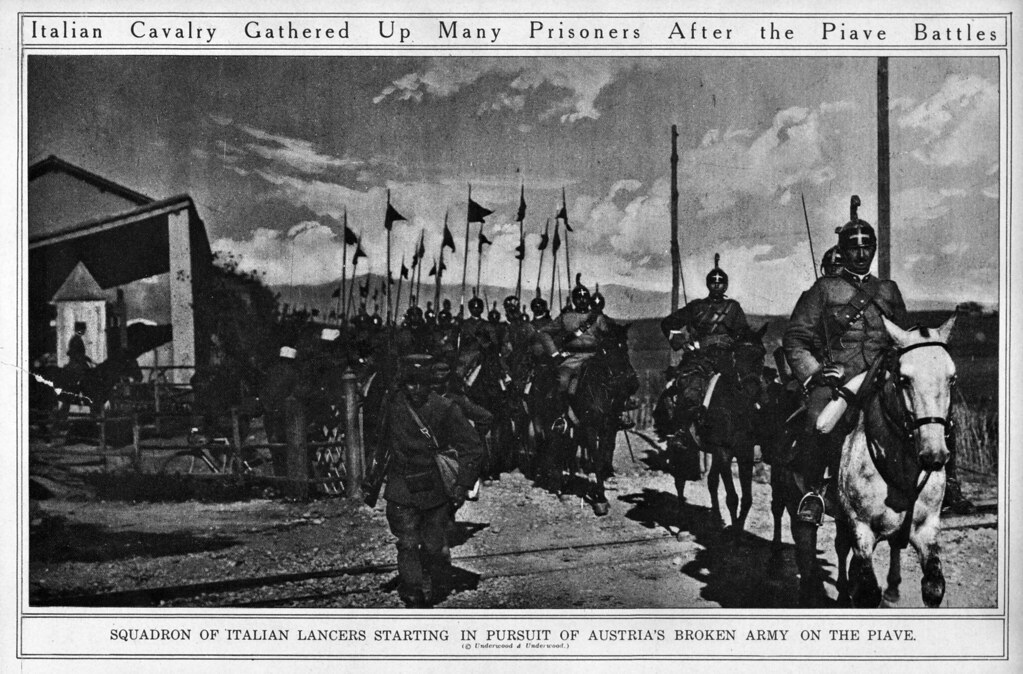 Italian Cavalry Gathered Up Many Prisoners After the Piave Battles
SQUADRON OF ITALIAN LANCERS STARTING IN PURSUIT OF AUSTRIA'S BROKEN ARMY ON THE PIAVE.
(© Underwood & Underwood.)